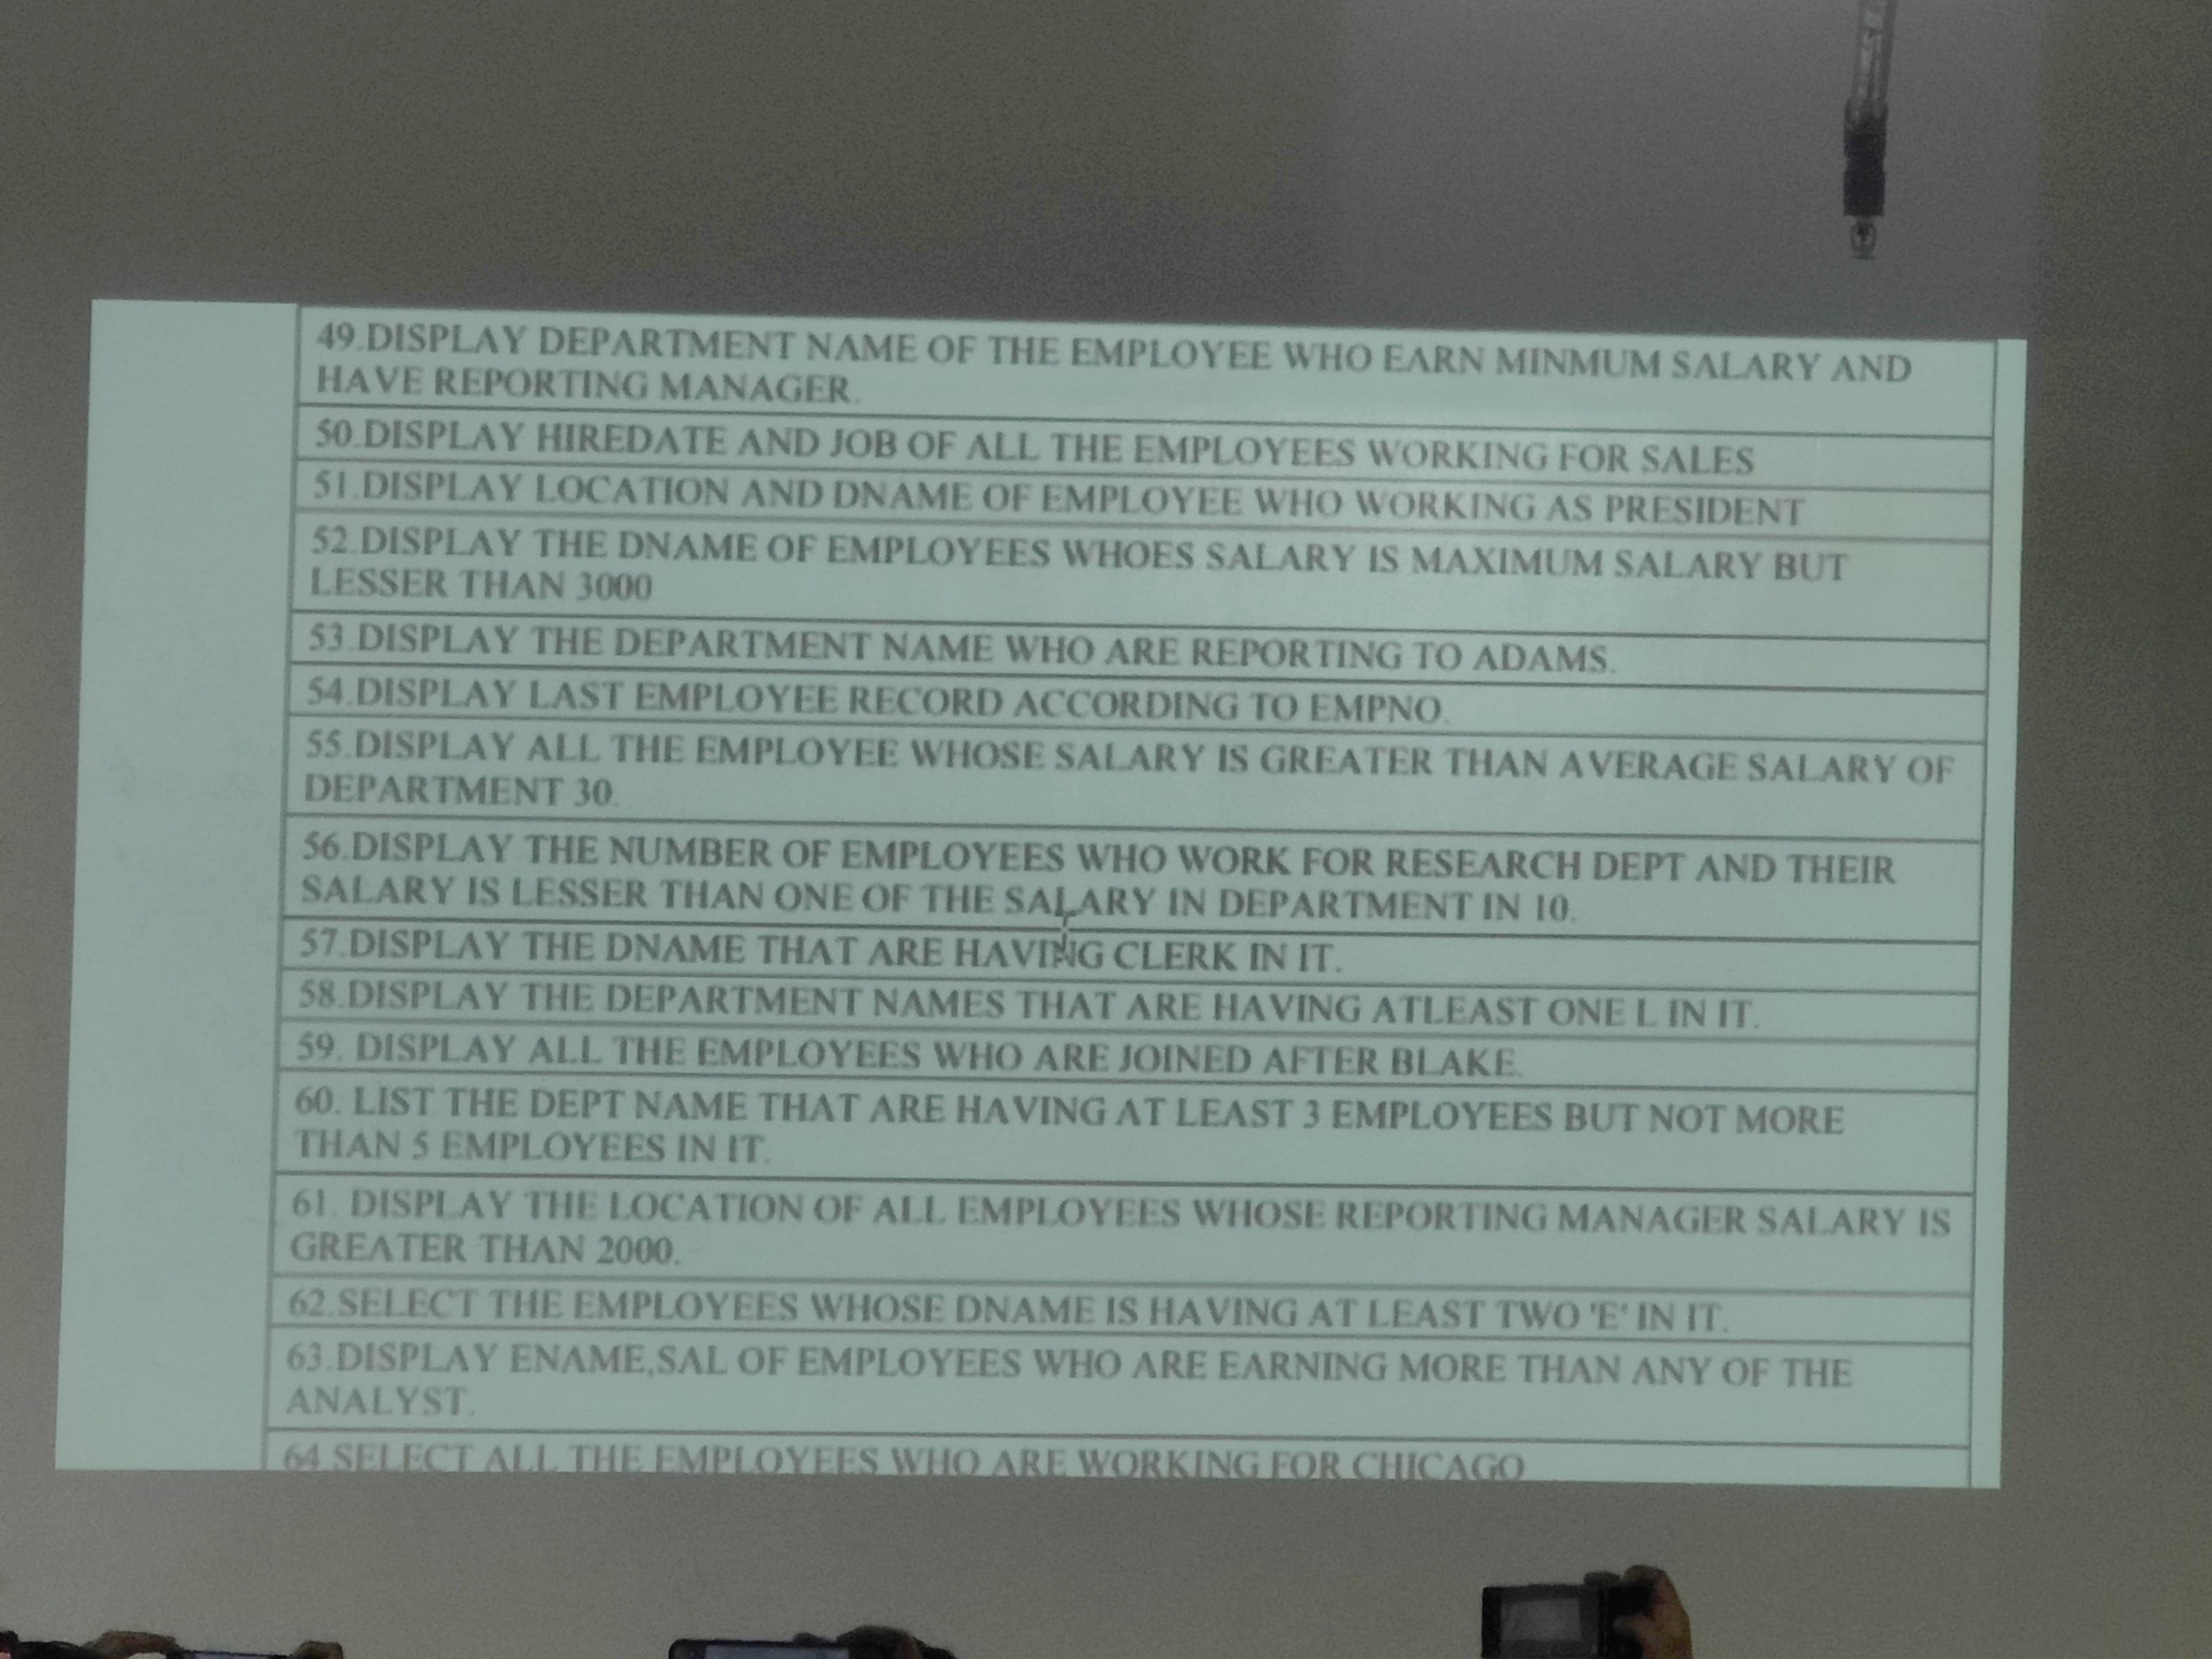 49.DISPLAY DEPARTMENT NAME OF THE EMPLOYEE WHO EARN MINMUM SALARY AND
HAVE REPORTING MANAGER.
50.DISPLAY HIREDATE AND JOB OF ALL THE EMPLOYEES WORKING FOR SALES
51.DISPLAY LOCATION AND DNAME OF EMPLOYEE WHO WORKING AS PRESIDENT
52.DISPLAY THE DNAME OF EMPLOYEES WHOES SALARY IS MAXIMUM SALARY BUT
LESSER THAN 3000
53.DISPLAY THE DEPARTMENT NAME WHO ARE REPORTING TO ADAMS.
54.DISPLAY LAST EMPLOYEE RECORD ACCORDING TO EMPNO.
55.DISPLAY ALL THE EMPLOYEE WHOSE SALARY IS GREATER THAN AVERAGE SALARY OF
DEPARTMENT 30.
56.DISPLAY THE NUMBER OF EMPLOYEES WHO WORK FOR RESEARCH DEPT AND THEIR
SALARY IS LESSER THAN ONE OF THE SALARY IN DEPARTMENT IN 10.
57.DISPLAY THE DNAME THAT ARE HAVING CLERK IN IT.
58.DISPLAY THE DEPARTMENT NAMES THAT ARE HAVING ATLEAST ONE L IN IT.
59. DISPLAY ALL THE EMPLOYEES WHO ARE JOINED AFTER BLAKE.
60. LIST THE DEPT NAME THAT ARE HAVING AT LEAST 3 EMPLOYEES BUT NOT MORE
THAN 5 EMPLOYEES IN IT.
61. DISPLAY THE LOCATION OF ALL EMPLOYEES WHOSE REPORTING MANAGER SALARY IS
GREATER THAN 2000.
62.SELECT THE EMPLOYEES WHOSE DNAME IS HAVING AT LEAST TWO 'E' IN IT.
63.DISPLAY ENAME,SAL OF EMPLOYEES WHO ARE EARNING MORE THAN ANY OF THE
ANALYST.
64.SELECT ALL THE EMPLOYEES WHO ARE WORKING FOR CHICAGO